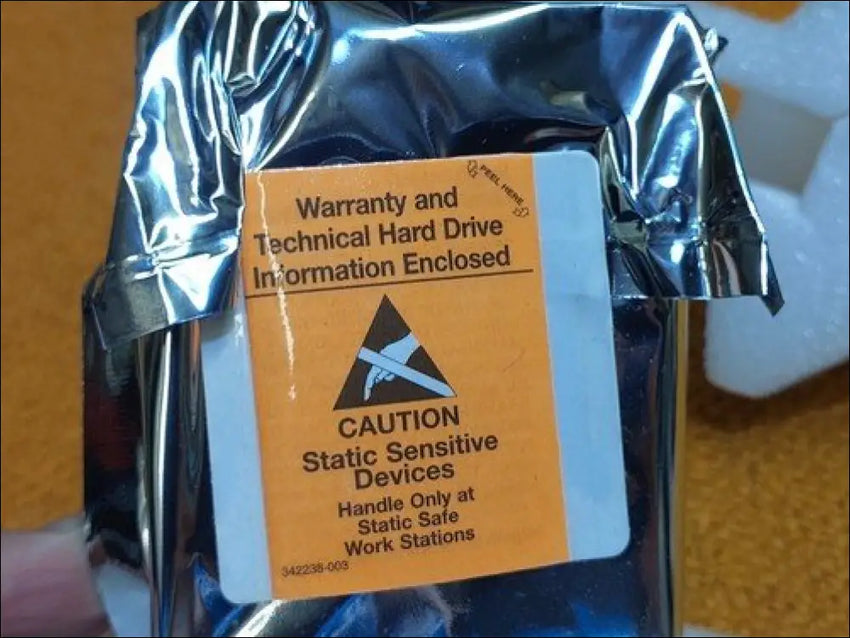 PEEL HERE
Warranty and
Technical Hard Drive
Information Enclosed
CAUTION
Static Sensitive
Devices
Handle Only at
Static Safe
Work Stations
342238-003